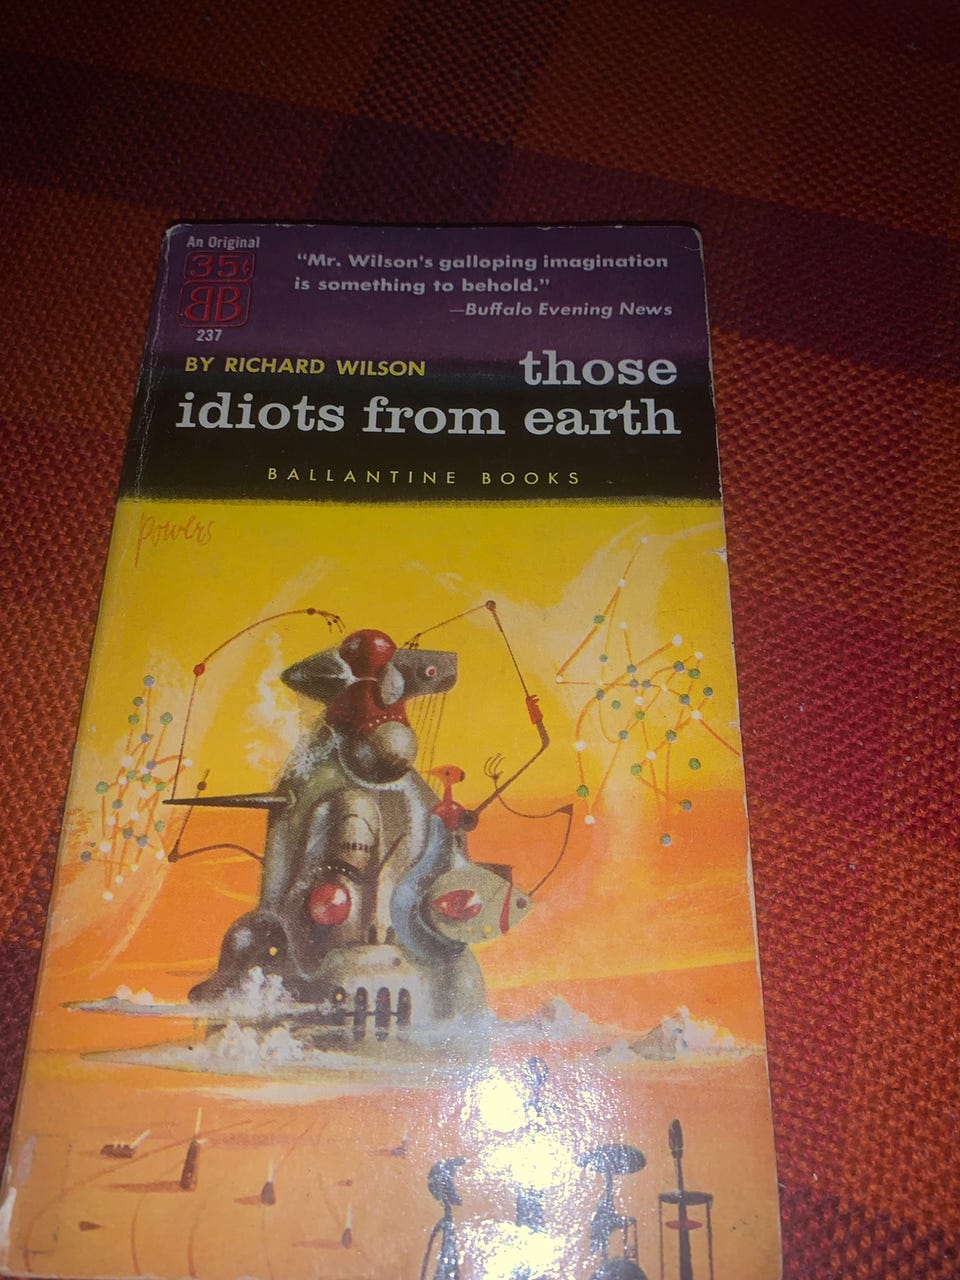 An Original
35¢
BB
237
“Mr. Wilson's galloping imagination
is something to behold.”
—Buffalo Evening News
BY RICHARD WILSON
those
idiots from earth
BALLANTINE BOOKS
Powers